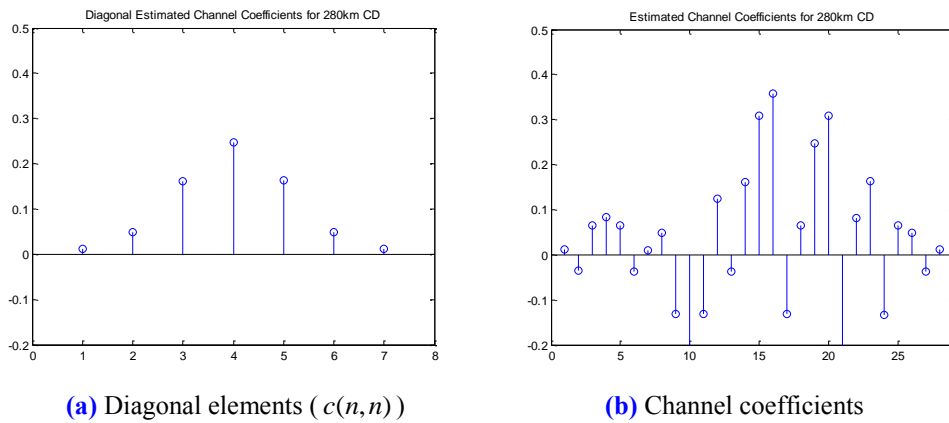 Diagonal Estimated Channel Coefficients for 280km CD
0.5
0.4
0.3
0.2
0.1
0
-0.1
-0.2
0 1 2 3 4 5 6 7 8
(a) Diagonal elements ( c(n,n) )
Estimated Channel Coefficients for 280km CD
0.5
0.4
0.3
0.2
0.1
0
-0.1
-0.2
0 5 10 15 20 25
(b) Channel coefficients